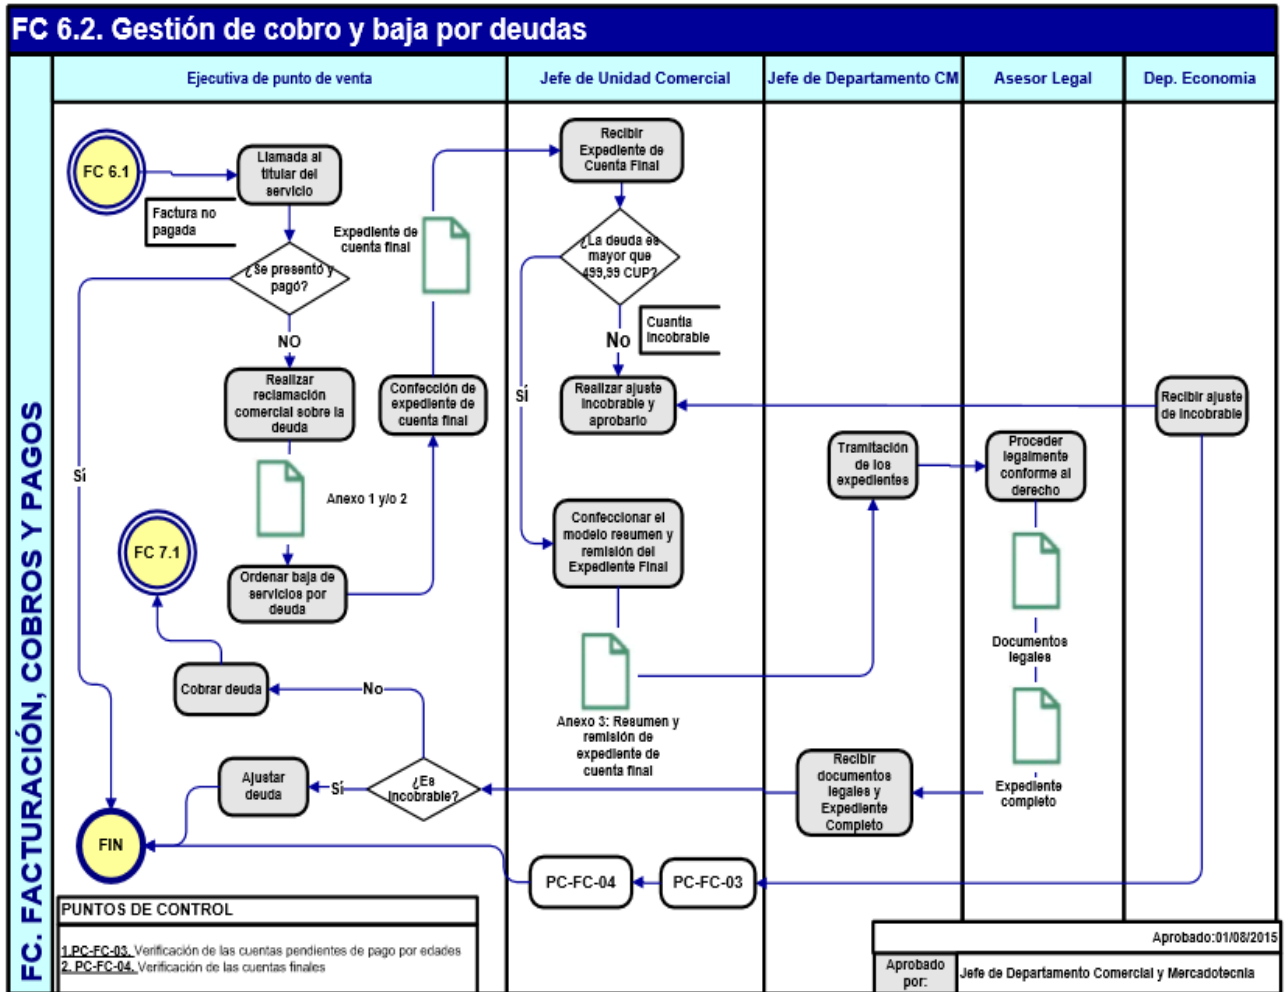 FC 6.2. Gestión de cobro y baja por deudas
FC. FACTURACIÓN, COBROS Y PAGOS
Ejecutiva de punto de venta
Jefe de Unidad Comercial
Jefe de Departamento CM
Asesor Legal
Dep. Economia
FC 6.1
Llamada al
titular del
servicio
Factura no
pagada
¿Se presentó y
pagó?
Sí
NO
Realizar
reclamación
comercial sobre la
deuda
Anexo 1 y/o 2
Ordenar baja de
servicios por
deuda
Confección de
expediente de
cuenta final
Expediente de
cuenta final
Recibir
Expediente de
Cuenta Final
¿La deuda es
mayor que
499,99 CUP?
No
Cuantía
Incobrable
Sí
Realizar ajuste
incobrable y
aprobarlo
Recibir ajuste
de incobrable
Confeccionar el
modelo resumen y
remisión del
Expediente Final
Anexo 3: Resumen y
remisión de
expediente de
cuenta final
Tramitación
de los
expedientes
Proceder
legalmente
conforme al
derecho
Documentos
legales
Expediente
completo
Recibir
documentos
legales y
Expediente
Completo
¿Es
incobrable?
No
Cobrar deuda
FC 7.1
Sí
Ajustar
deuda
FIN
PC-FC-04
PC-FC-03
PUNTOS DE CONTROL
1.PC-FC-03. Verificación de las cuentas pendientes de pago por edades
2. PC-FC-04. Verificación de las cuentas finales
Aprobado:01/08/2015
Aprobado
por:
Jefe de Departamento Comercial y Mercadotecnia